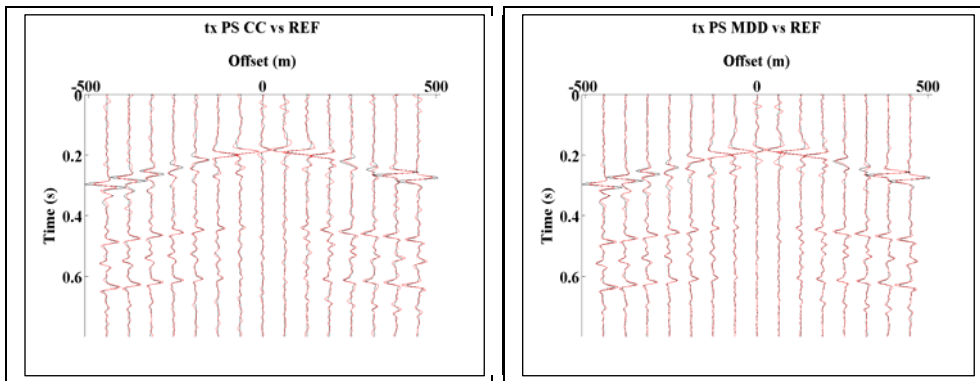 tx PS CC vs REF
Offset (m)
-500 0 500
0
0.2
0.4
0.6
Time (s)
tx PS MDD vs REF
Offset (m)
-500 0 500
0
0.2
0.4
0.6
Time (s)